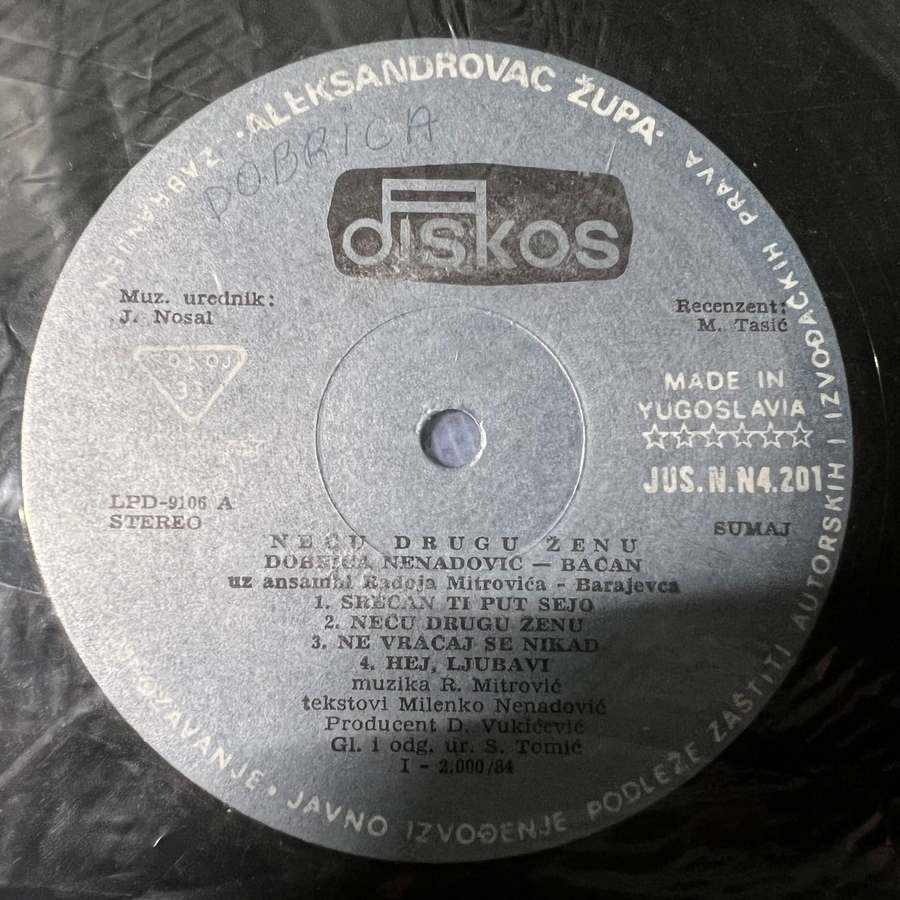 ·ALEKSANDROVAC ŽUPA·
DOBRICA
diskos
Muz. urednik:
J. Nosal
Recenzent:
M. Tasić
MADE IN
YUGOSLAVIA
☆☆☆☆☆☆
JUS.N.N4.201
LPD-9106 A
STEREO
SUMAJ
NEĆU DRUGU ŽENU
DOBRICA NENADOVIĆ — BAĆAN
uz ansambl Radoja Mitrovića - Barajevca
1. SREĆAN TI PUT SEJO
2. NEĆU DRUGU ŽENU
3. NE VRAĆAJ SE NIKAD
4. HEJ, LJUBAVI
muzika R. Mitrović
tekstovi Milenko Nenadović
Producent D. Vukićević
Gl. i odg. ur. S. Tomić
I - 2.000/84
JAVNO IZVOĐENJE PODLEŽE ZAŠTITI AUTORSKIH I IZVOĐAČKIH PRAVA